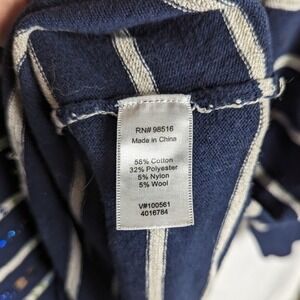 RN# 98516
Made in China
58% Cotton
32% Polyester
5% Nylon
5% Wool
V#100561
4016784